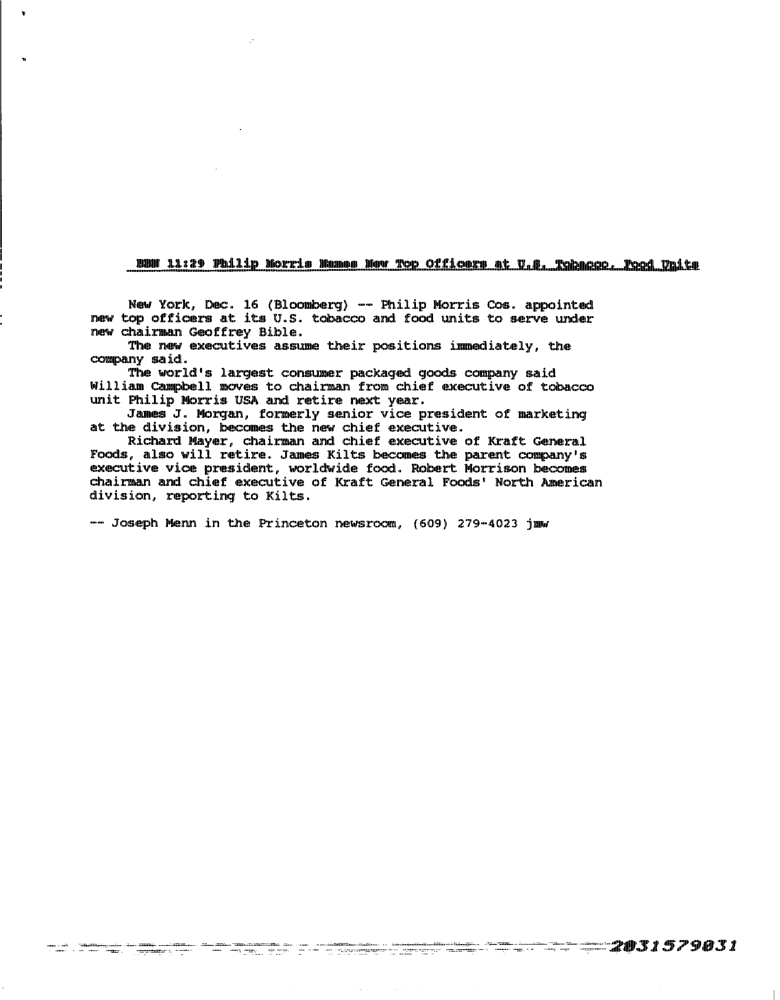 BBN 11:29 Philip Morris Names New Top Officers at U.S. Tobacco, Food Units
New York, Dec. 16 (Bloomberg) -- Philip Morris Cos. appointed
new top officers at its U.S. tobacco and food units to serve under
new chairman Geoffrey Bible.
The new executives assume their positions immediately, the
company said.
The world's largest consumer packaged goods company said
William Campbell moves to chairman from chief executive of tobacco
unit Philip Morris USA and retire next year.
James J. Morgan, formerly senior vice president of marketing
at the division, becomes the new chief executive.
Richard Mayer, chairman and chief executive of Kraft General
Foods, also will retire. James Kilts becomes the parent company's
executive vice president, worldwide food. Robert Morrison becomes
chairman and chief executive of Kraft General Foods' North American
division, reporting to Kilts.
-- Joseph Menn in the Princeton newsroom, (609) 279-4023 jmw
2031579031